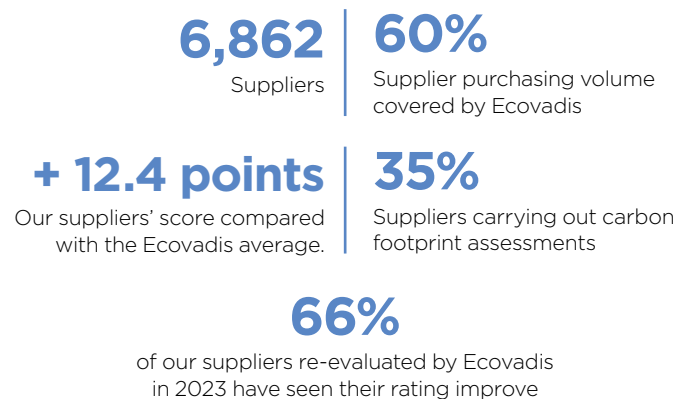 6,862
Suppliers
60%
Supplier purchasing volume
covered by Ecovadis
+ 12.4 points
Our suppliers’ score compared
with the Ecovadis average.
35%
Suppliers carrying out carbon
footprint assessments
66%
of our suppliers re-evaluated by Ecovadis
in 2023 have seen their rating improve